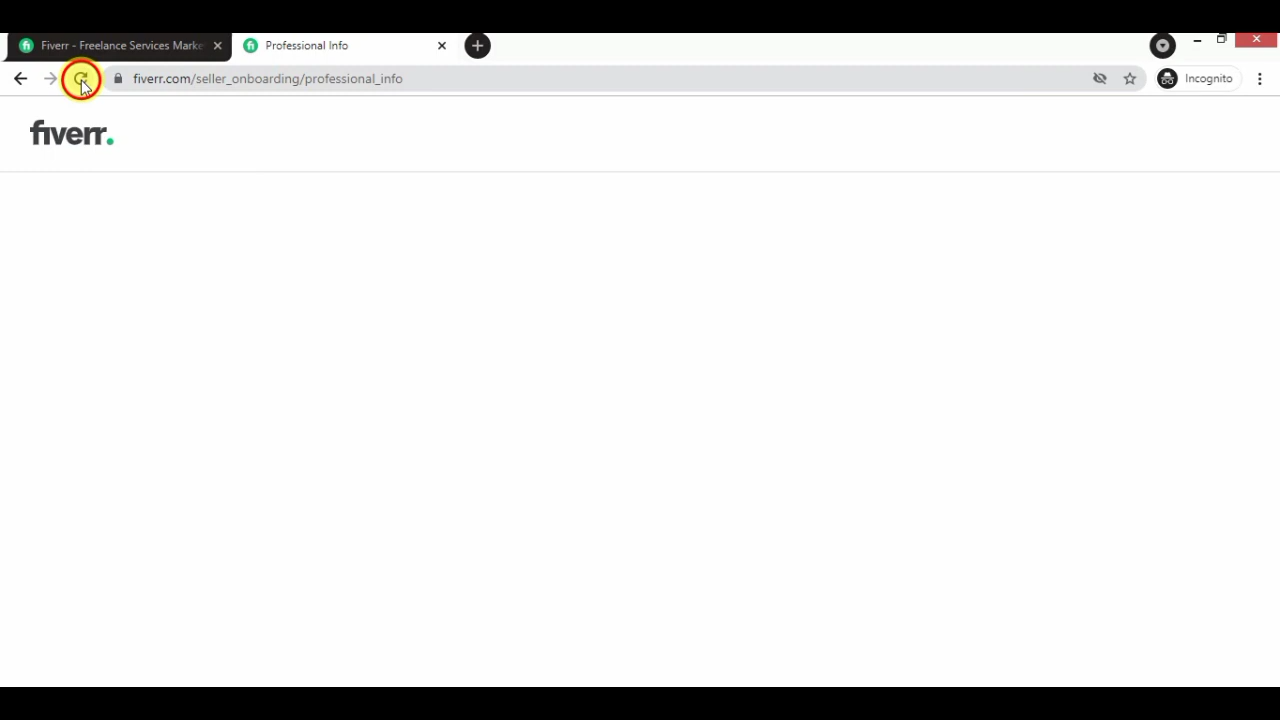 Fiverr - Freelance Services Marke
Professional Info
fiverr.com/seller_onboarding/professional_info
Incognito
fiverr.